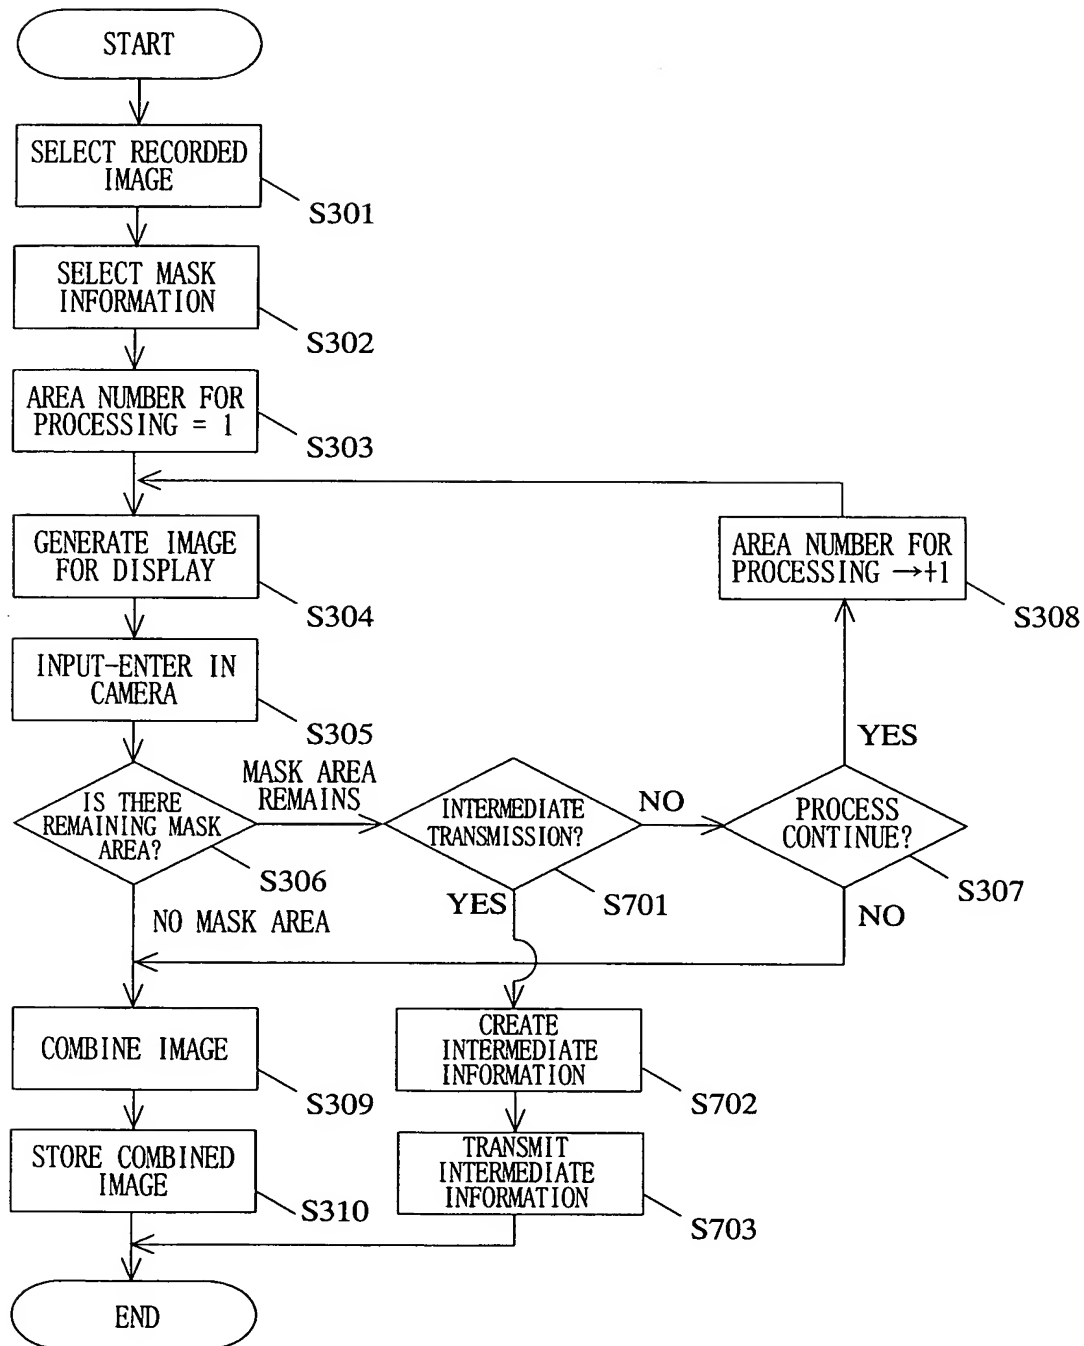 START
SELECT RECORDED
IMAGE
S301
SELECT MASK
INFORMATION
S302
AREA NUMBER FOR
PROCESSING = 1
S303
GENERATE IMAGE
FOR DISPLAY
S304
AREA NUMBER FOR
PROCESSING →+1
S308
INPUT-ENTER IN
CAMERA
S305
YES
MASK AREA
REMAINS
IS THERE
REMAINING MASK
AREA?
S306
INTERMEDIATE
TRANSMISSION?
S701
NO
PROCESS
CONTINUE?
S307
YES
NO
NO MASK AREA
COMBINE IMAGE
S309
CREATE
INTERMEDIATE
INFORMATION
S702
STORE COMBINED
IMAGE
S310
TRANSMIT
INTERMEDIATE
INFORMATION
S703
END